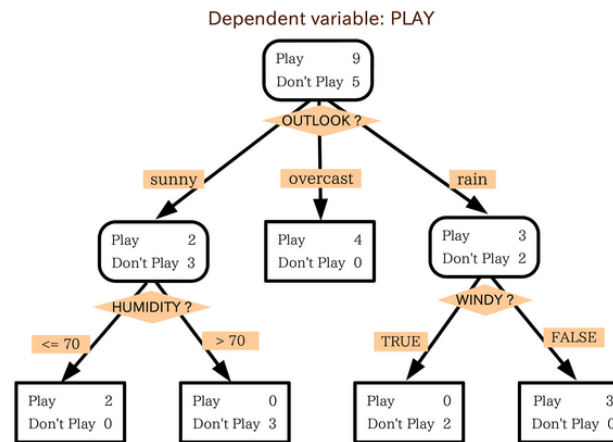 Dependent variable: PLAY
Play 9
Don't Play 5
OUTLOOK ?
sunny
overcast
rain
Play 2
Don't Play 3
Play 4
Don't Play 0
Play 3
Don't Play 2
HUMIDITY ?
WINDY ?
<= 70
> 70
TRUE
FALSE
Play 2
Don't Play 0
Play 0
Don't Play 3
Play 0
Don't Play 2
Play 3
Don't Play 0